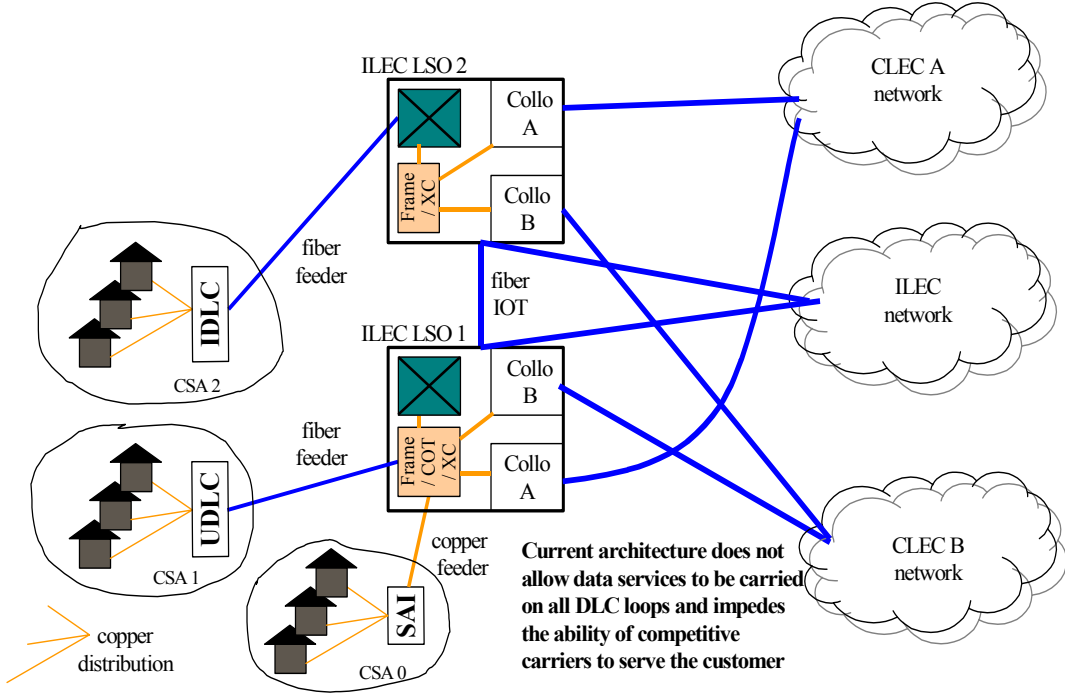 ILEC LSO 2
Collo
A
Frame
/ XC
Collo
B
CLEC A
network
fiber
feeder
IDLC
CSA 2
fiber
IOT
ILEC
network
ILEC LSO 1
Collo
B
Frame
/ COT
/ XC
Collo
A
fiber
feeder
UDLC
CSA 1
copper
feeder
SAI
CSA 0
copper
distribution
Current architecture does not
allow data services to be carried
on all DLC loops and impedes
the ability of competitive
carriers to serve the customer
CLEC B
network